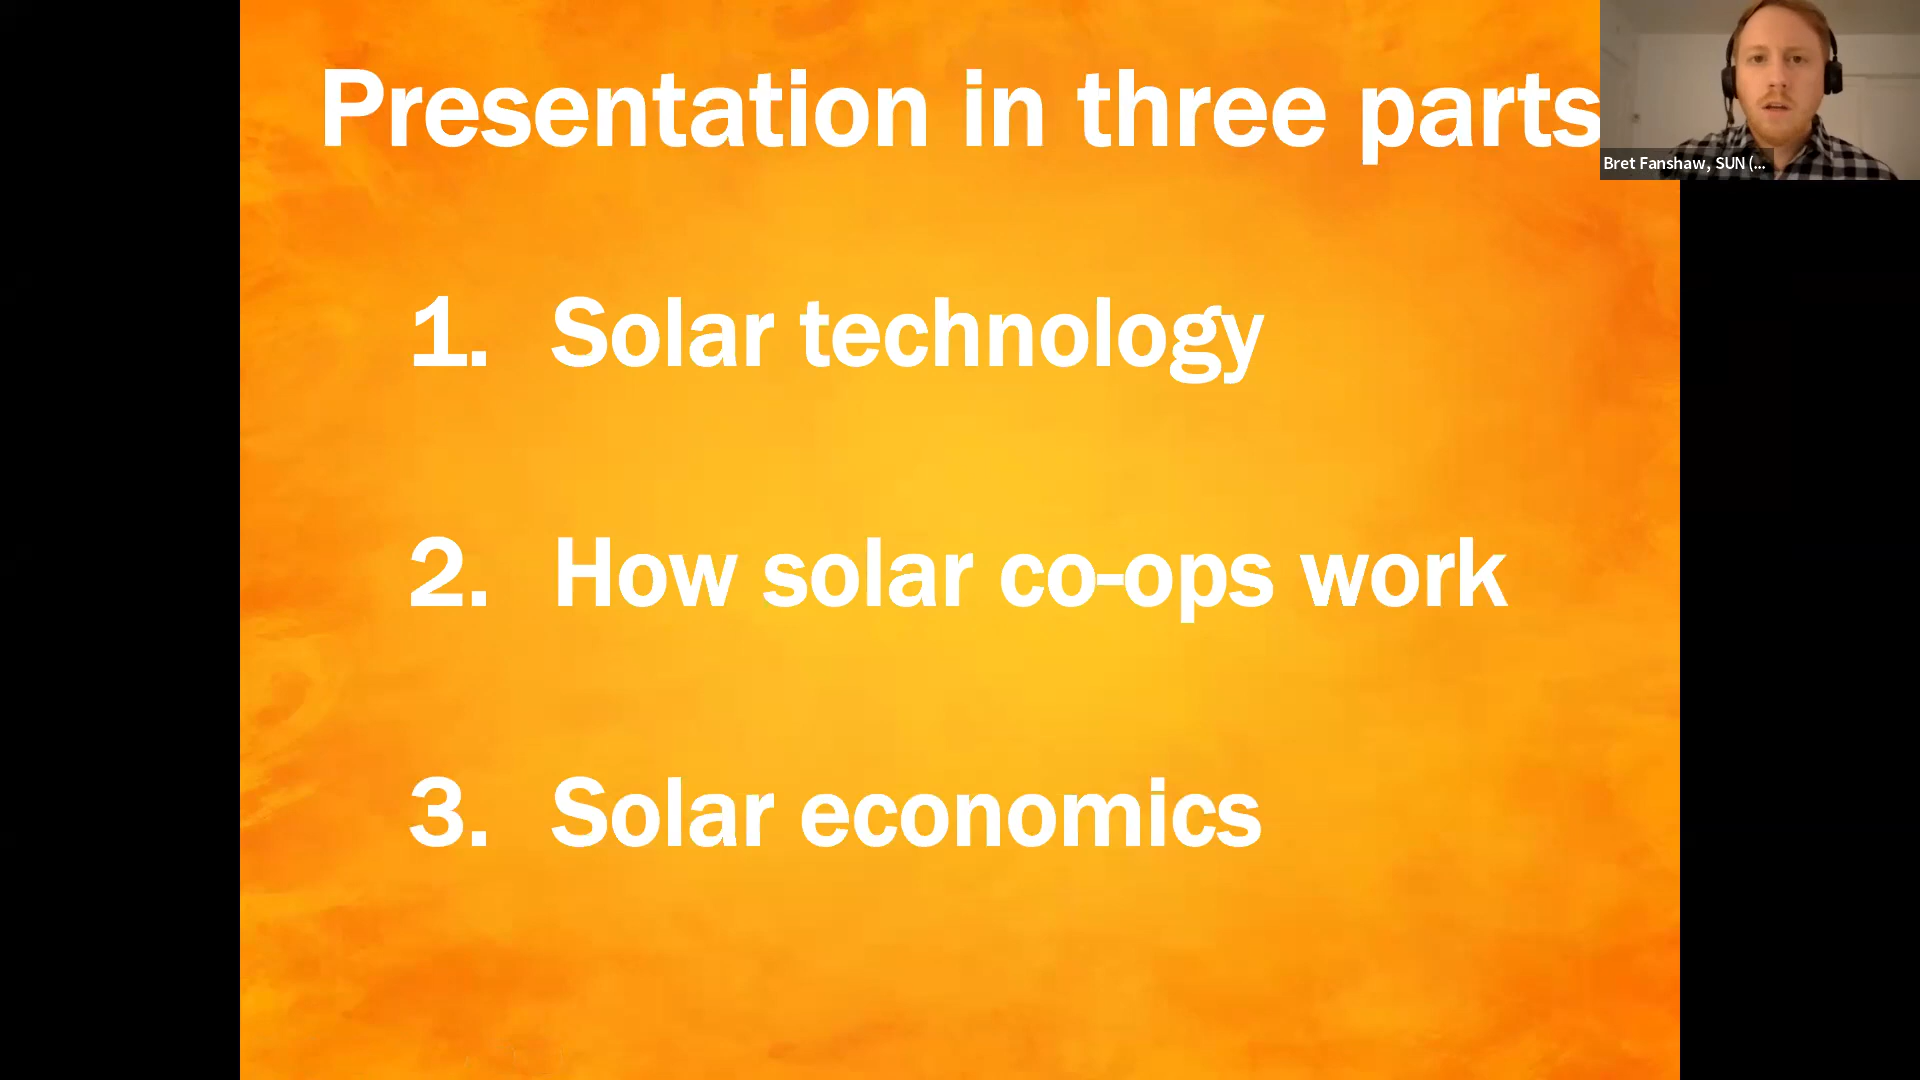 Presentation in three parts
1. Solar technology
2. How solar co-ops work
3. Solar economics
Bret Fanshaw, SUN (...